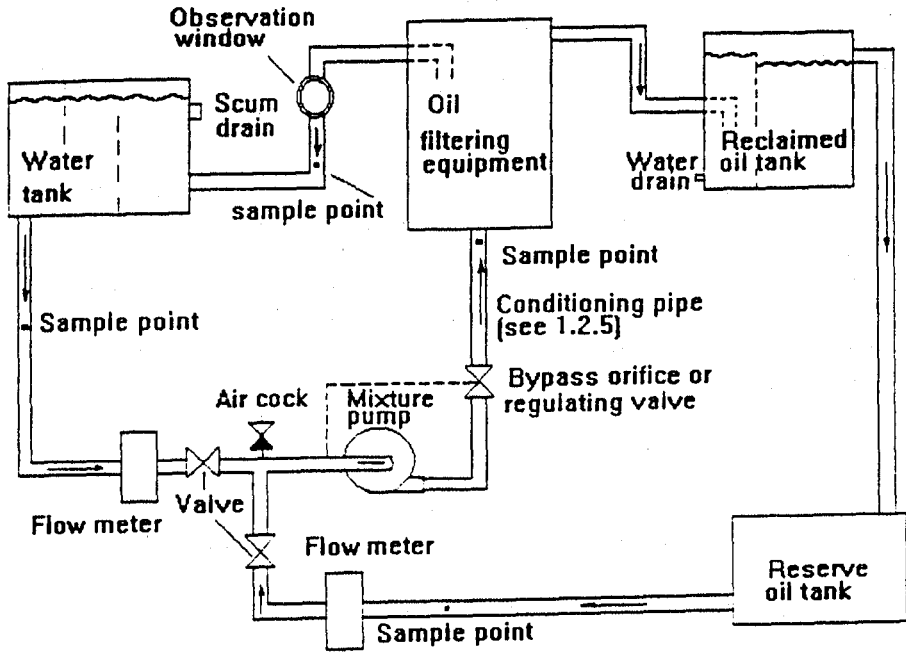 Observation
window
Scum
drain
Water
tank
Oil
filtering
equipment
Water
drain
Reclaimed
oil tank
sample point
Sample point
Sample point
Conditioning pipe
(see 1.2.5)
Air cock
Mixture
pump
Bypass orifice or
regulating valve
Valve
Flow meter
Flow meter
Sample point
Reserve
oil tank